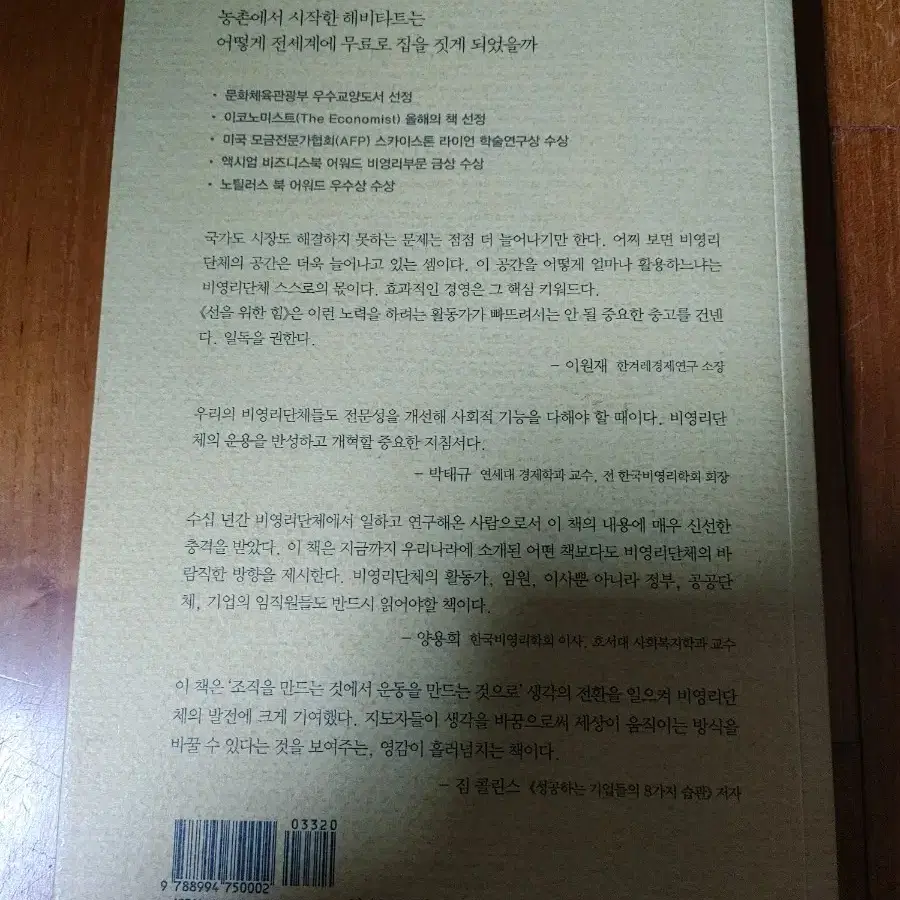 농촌에서 시작한 해비타트는
어떻게 전세계에 무료로 집을 짓게 되었을까
• 문화체육관광부 우수교양도서 선정
• 이코노미스트(The Economist) 올해의 책 선정
• 미국 모금전문가협회(AFP) 스카이스톤 라이언 학술연구상 수상
• 액시엄 비즈니스북 어워드 비영리부문 금상 수상
• 노틸러스 북 어워드 우수상 수상
국가도 시장도 해결하지 못하는 문제는 점점 더 늘어나기만 한다. 어찌 보면 비영리
단체의 공간은 더욱 늘어나고 있는 셈이다. 이 공간을 어떻게 얼마나 활용하느냐는
비영리단체 스스로의 몫이다. 효과적인 경영은 그 핵심 키워드다.
《선을 위한 힘》은 이런 노력을 하려는 활동가가 빠뜨려서는 안 될 중요한 충고를 건넨
다. 일독을 권한다.
– 이원재 한겨레경제연구 소장
우리의 비영리단체들도 전문성을 개선해 사회적 기능을 다해야 할 때이다. 비영리단
체의 운용을 반성하고 개혁할 중요한 지침서다.
– 박태규 연세대 경제학과 교수, 전 한국비영리학회 회장
수십 년간 비영리단체에서 일하고 연구해온 사람으로서 이 책의 내용에 매우 신선한
충격을 받았다. 이 책은 지금까지 우리나라에 소개된 어떤 책보다도 비영리단체의 바
람직한 방향을 제시한다. 비영리단체의 활동가, 임원, 이사뿐 아니라 정부, 공공단
체, 기업의 임직원들도 반드시 읽어야할 책이다.
– 양용희 한국비영리학회 이사, 호서대 사회복지학과 교수
이 책은 '조직을 만드는 것에서 운동을 만드는 것으로' 생각의 전환을 일으켜 비영리단
체의 발전에 크게 기여했다. 지도자들이 생각을 바꿈으로써 세상이 움직이는 방식을
바꿀 수 있다는 것을 보여주는, 영감이 흘러넘치는 책이다.
– 짐 콜린스 《성공하는 기업들의 8가지 습관》 저자
03320
9 788994 750002